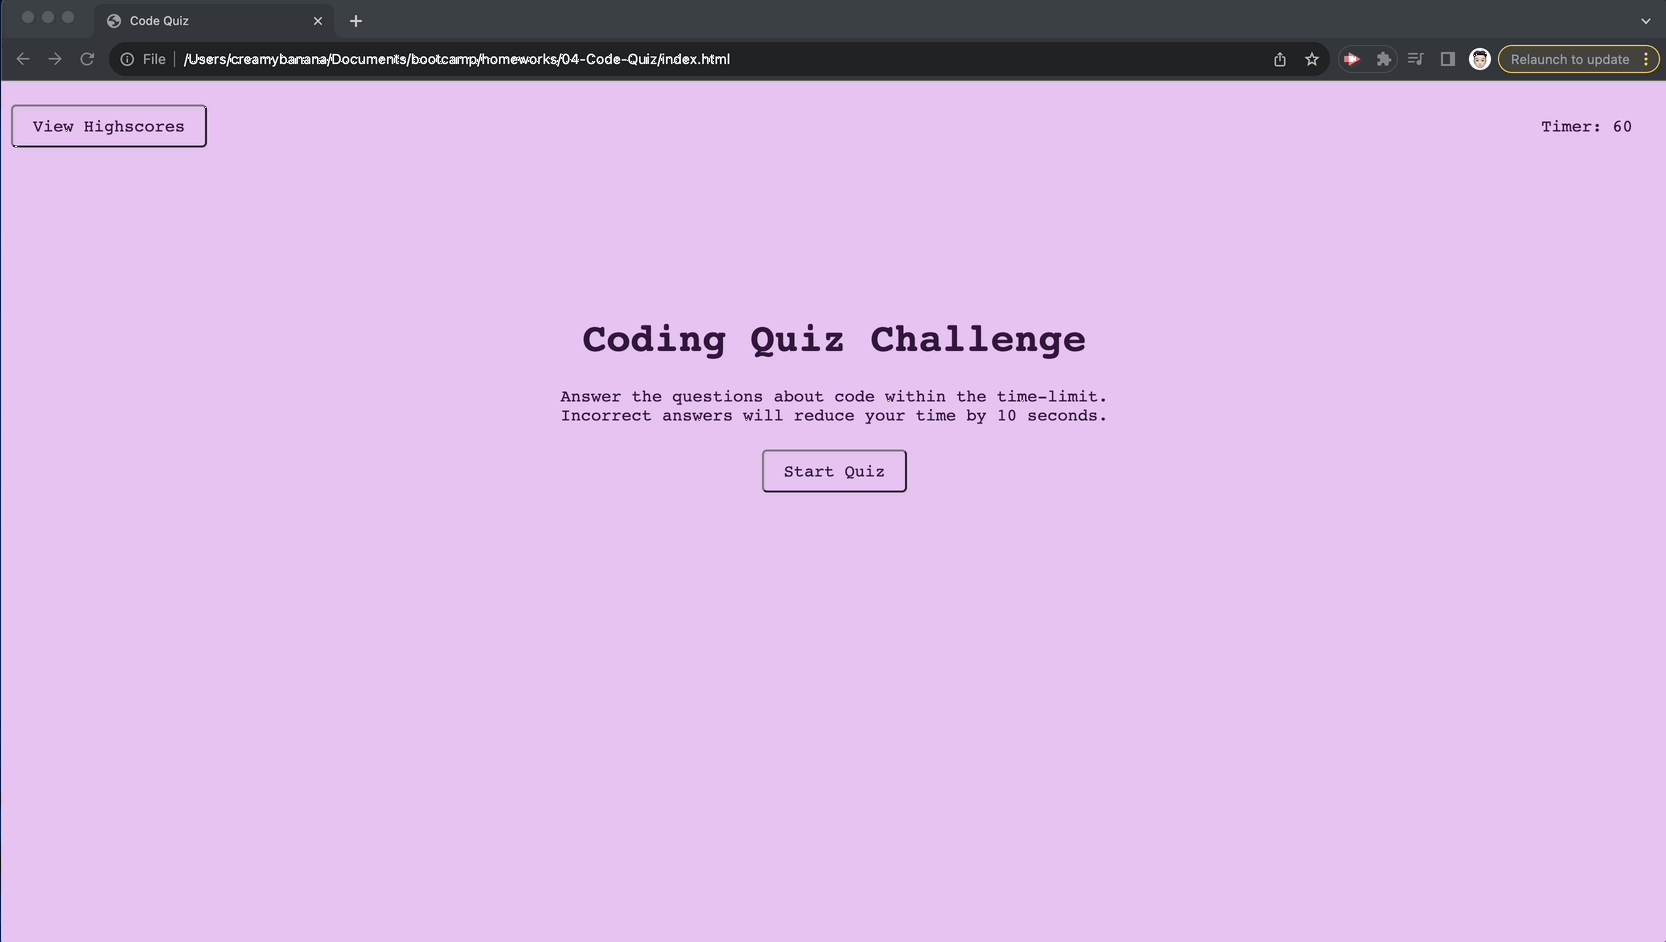 Code Quiz
File
/Users/creamybanana/Documents/bootcamp/homeworks/04-Code-Quiz/index.html
Relaunch to update
View Highscores
Timer: 60
Coding Quiz Challenge
Answer the questions about code within the time-limit.
Incorrect answers will reduce your time by 10 seconds.
Start Quiz